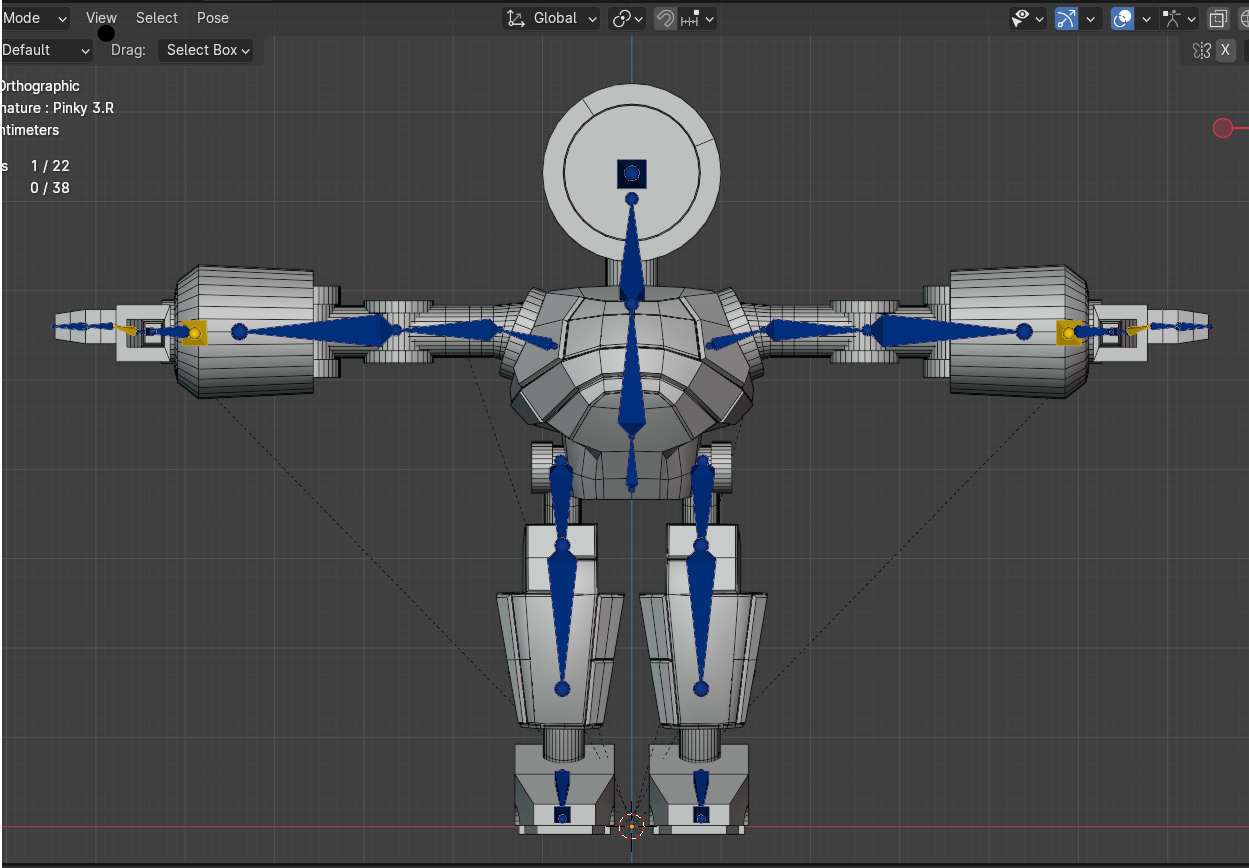 Mode View Select Pose Global
Default Drag: Select Box X
Orthographic
nature : Pinky 3.R
ntimeters
s 1 / 22
0 / 38